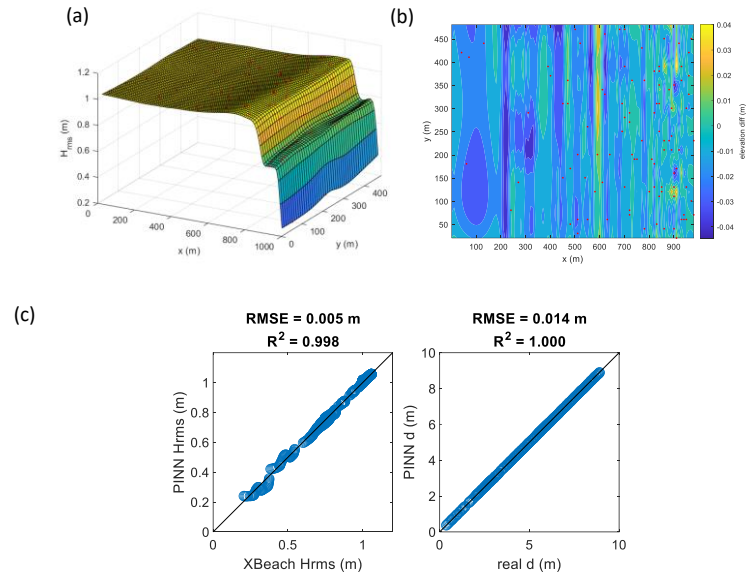 (a)
1.2
1
0.8
0.6
0.4
0.2
H_rms (m)
0
200
400
600
800
1000
x (m)
0
100
200
300
400
y (m)
(b)
450
400
350
300
250
200
150
100
50
y (m)
100 200 300 400 500 600 700 800 900
x (m)
0.04
0.03
0.02
0.01
0
-0.01
-0.02
-0.03
-0.04
elevation diff (m)
(c)
RMSE = 0.005 m
R² = 0.998
1
0.8
0.6
0.4
0.2
0
PINN Hrms (m)
0 0.5 1
XBeach Hrms (m)
RMSE = 0.014 m
R² = 1.000
10
8
6
4
2
0
PINN d (m)
0 5 10
real d (m)